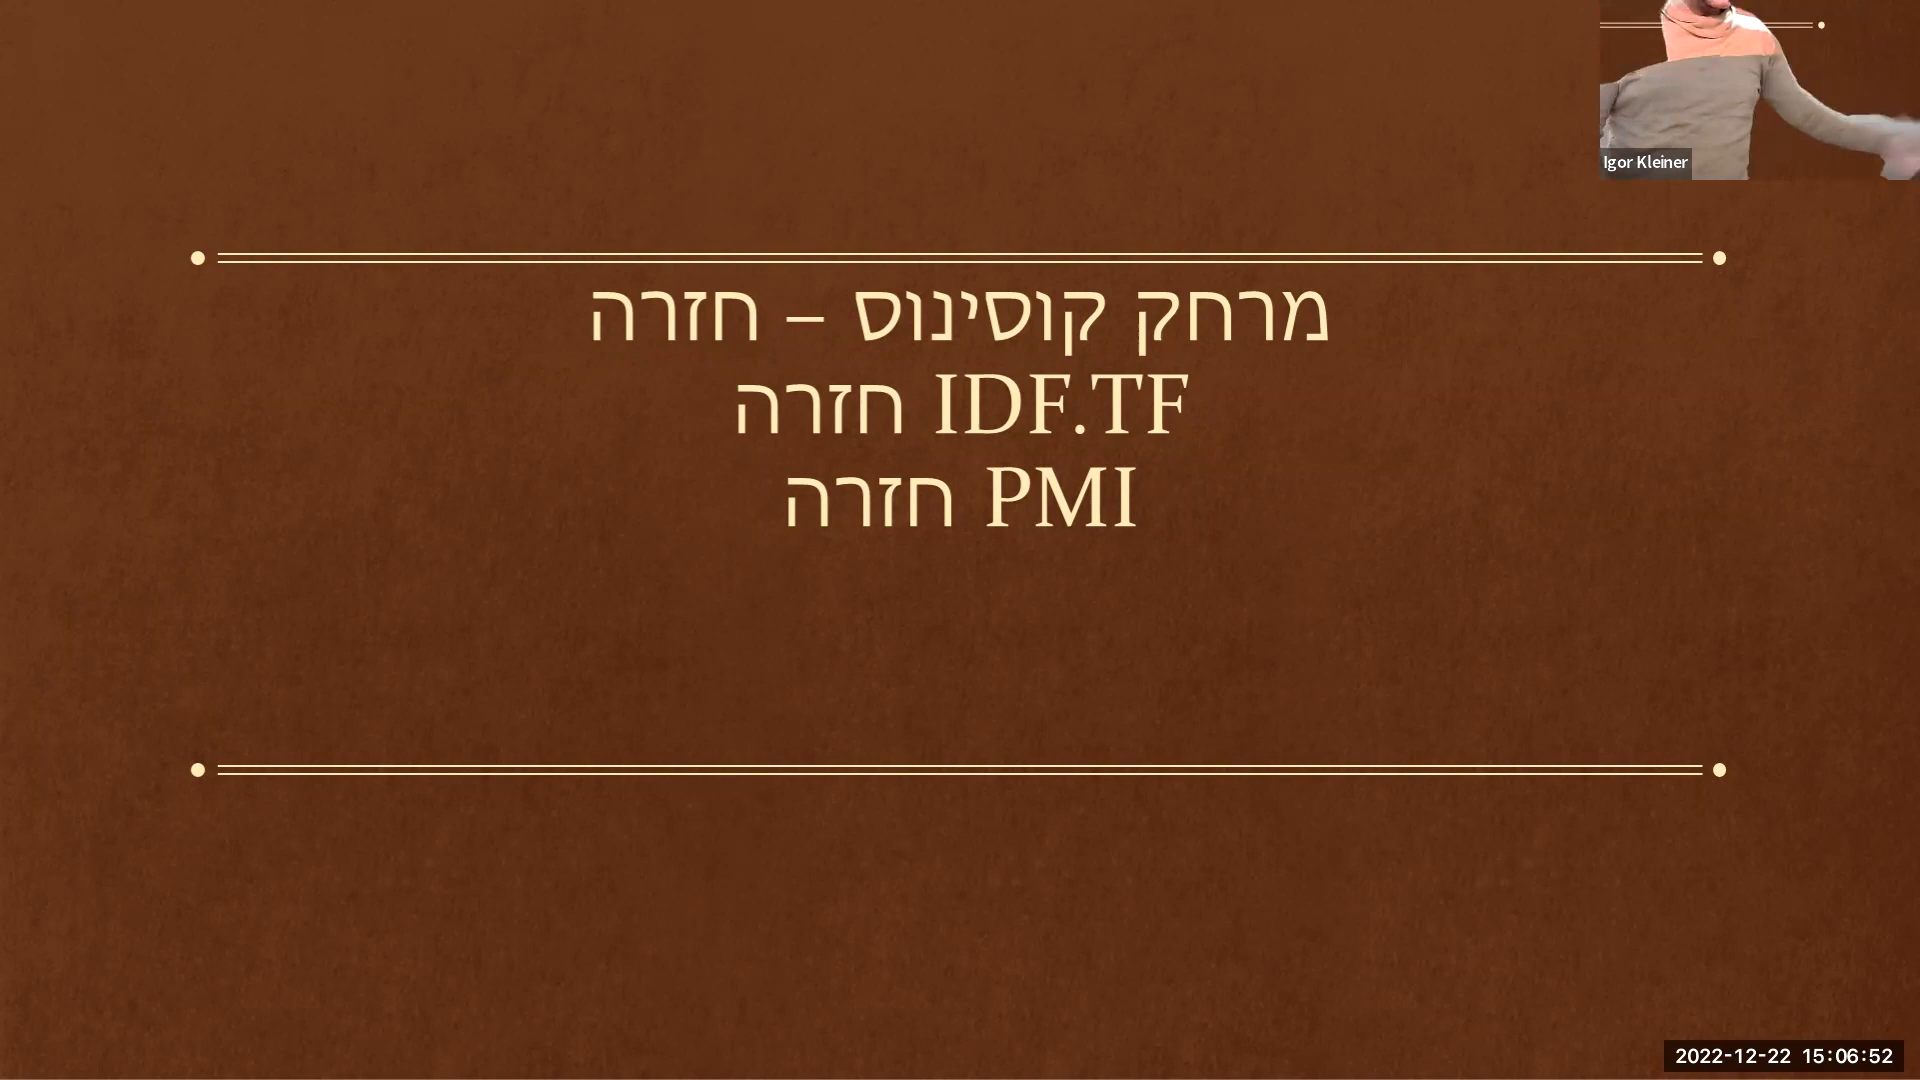 Igor Kleiner
מרחק קוסינוס – חזרה
IDF.TF חזרה
PMI חזרה
2022-12-22 15:06:52